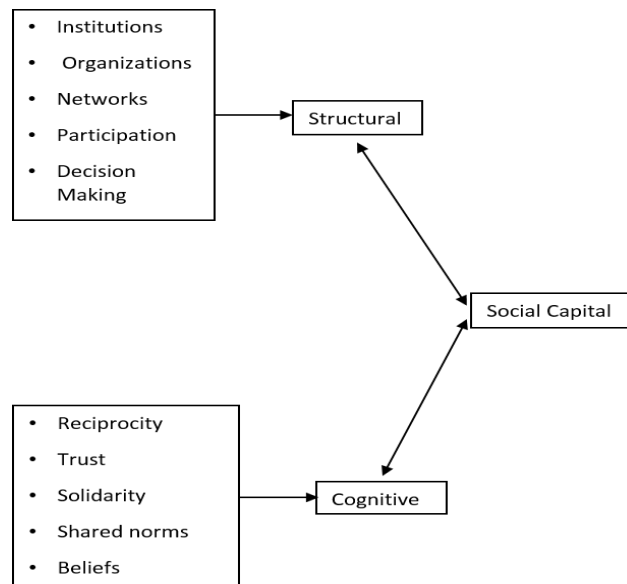 • Institutions
• Organizations
• Networks
• Participation
• Decision
Making
Structural
Social Capital
• Reciprocity
• Trust
• Solidarity
• Shared norms
• Beliefs
Cognitive